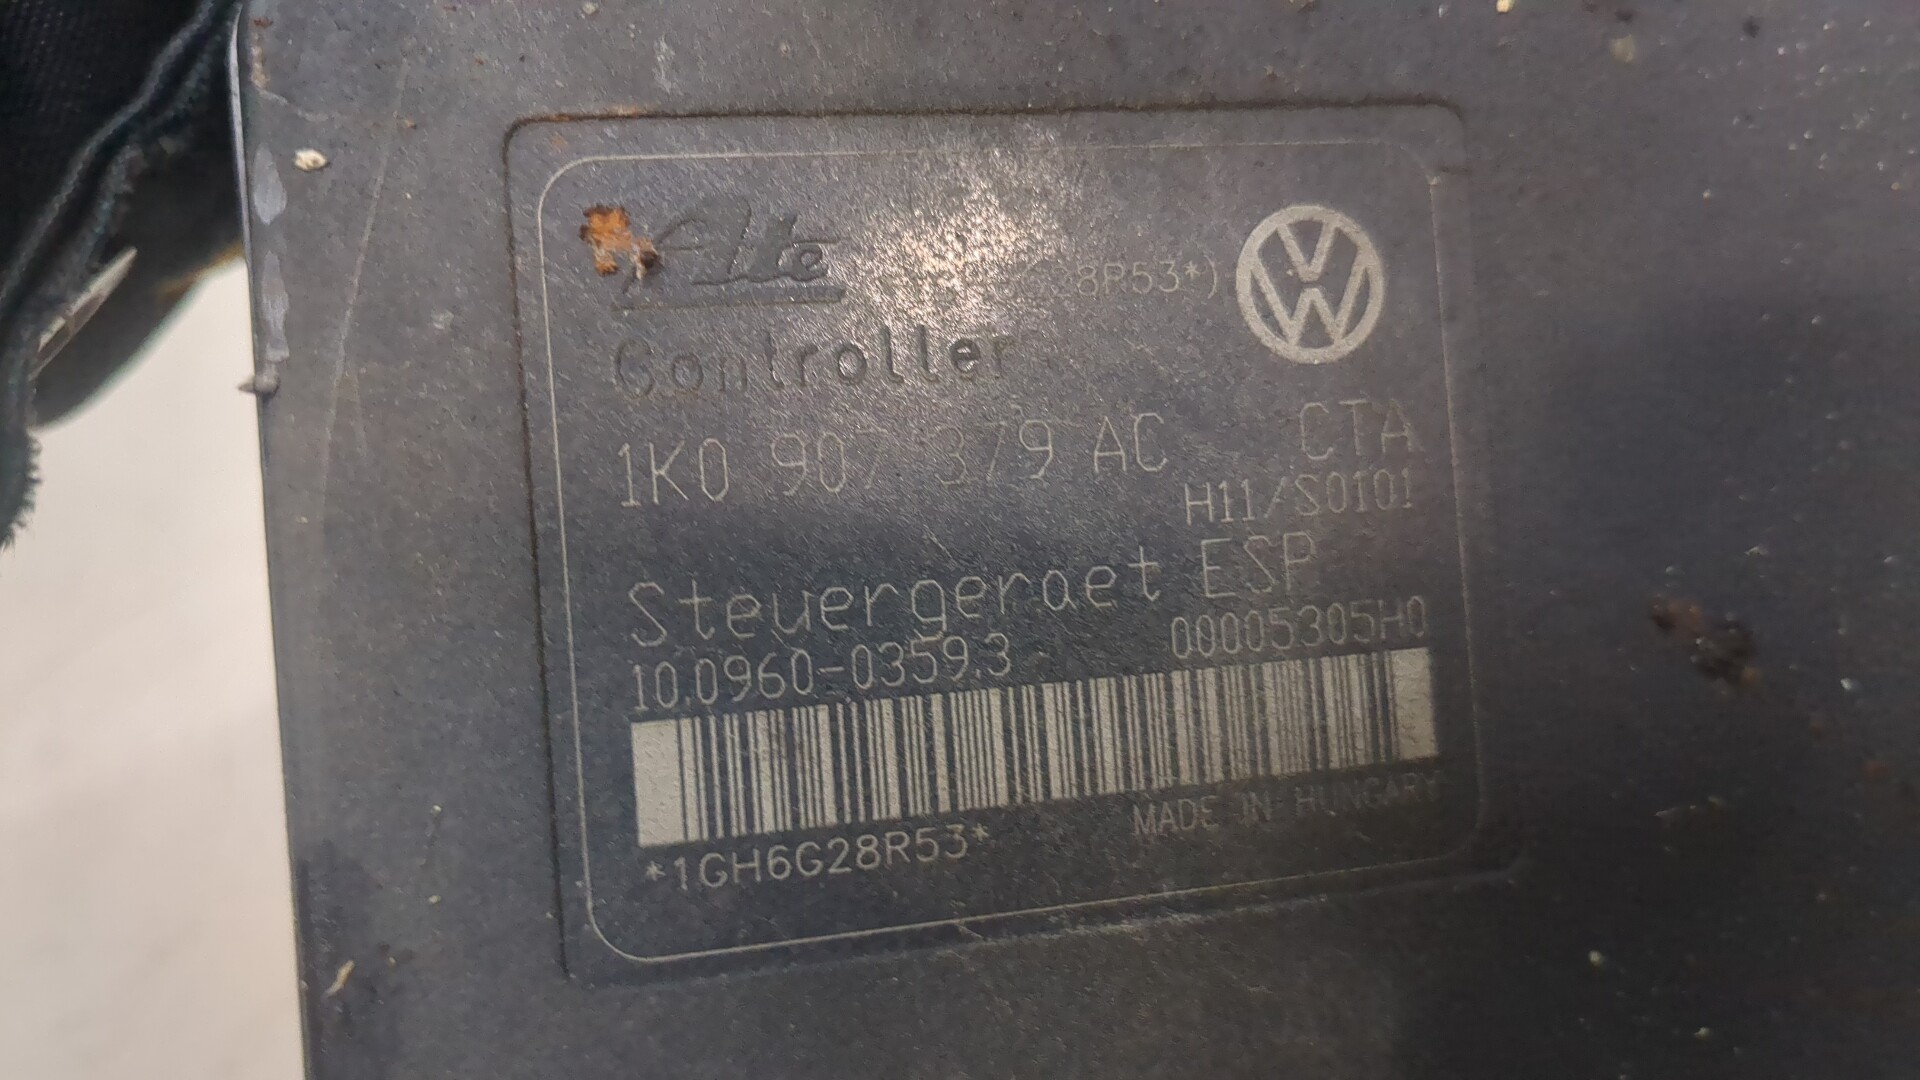 Ate
28R53*)
Controller
1K0 907 379 AC CTA
H11/S0101
Steuergeraet ESP
10.0960-0359.3 00005305H0
*1GH6G28R53* MADE IN HUNGARY